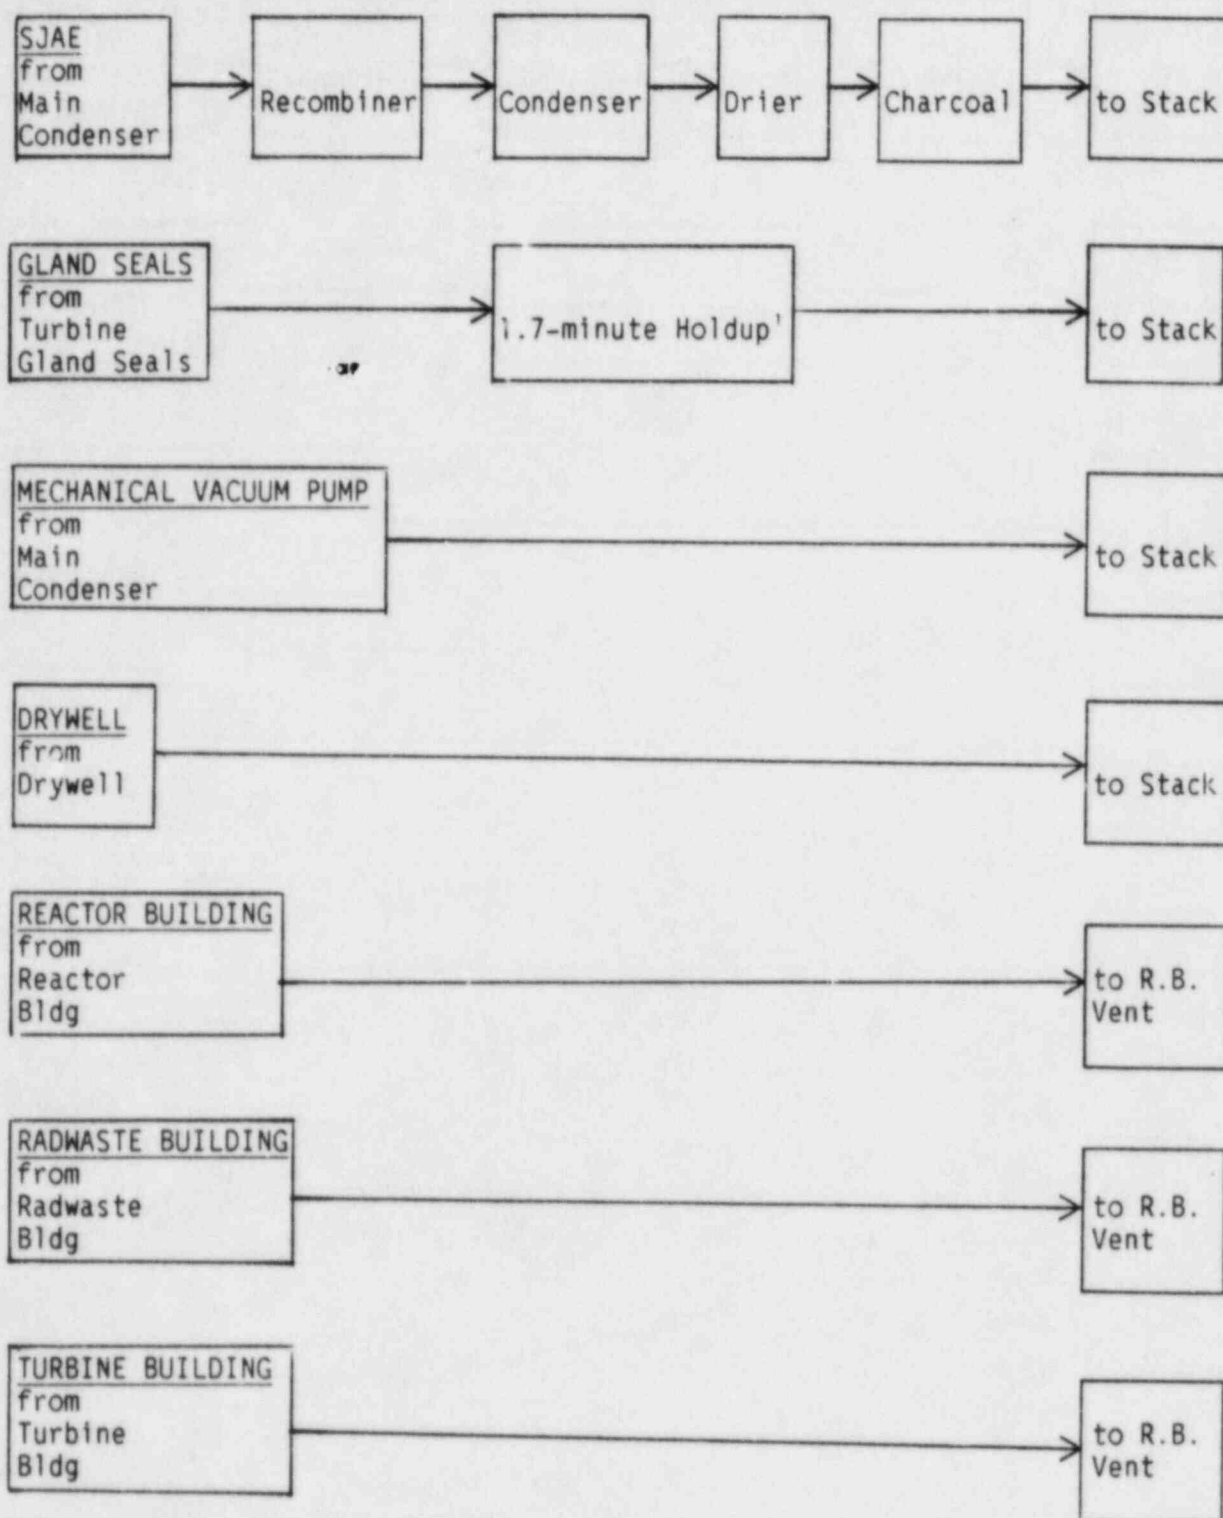 SJAE
from
Main
Condenser
Recombiner
Condenser
Drier
Charcoal
to Stack
GLAND SEALS
from
Turbine
Gland Seals
1.7-minute Holdup¹
to Stack
MECHANICAL VACUUM PUMP
from
Main
Condenser
to Stack
DRYWELL
from
Drywell
to Stack
REACTOR BUILDING
from
Reactor
Bldg
to R.B.
Vent
RADWASTE BUILDING
from
Radwaste
Bldg
to R.B.
Vent
TURBINE BUILDING
from
Turbine
Bldg
to R.B.
Vent